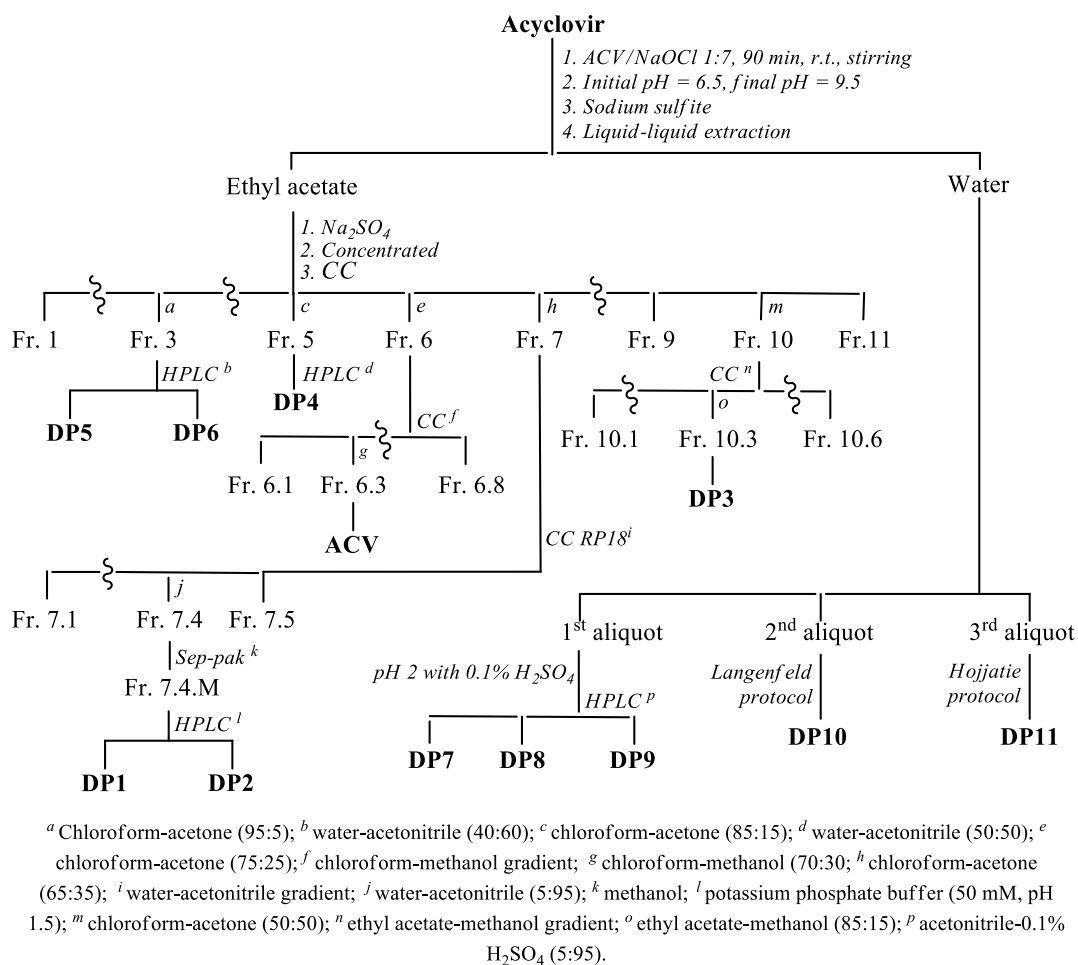 Acyclovir
1. ACV/NaOCl 1:7, 90 min, r.t., stirring
2. Initial pH = 6.5, final pH = 9.5
3. Sodium sulfite
4. Liquid-liquid extraction
Ethyl acetate
Water
1. Na₂SO₄
2. Concentrated
3. CC
a
c
e
h
m
Fr. 1
Fr. 3
Fr. 5
Fr. 6
Fr. 7
Fr. 9
Fr. 10
Fr.11
HPLC ᵇ
HPLC ᵈ
CC ⁿ
DP5
DP6
DP4
CC ᶠ
o
Fr. 10.1
Fr. 10.3
Fr. 10.6
g
Fr. 6.1
Fr. 6.3
Fr. 6.8
DP3
ACV
CC RP18ⁱ
j
Fr. 7.1
Fr. 7.4
Fr. 7.5
1ˢᵗ aliquot
2ⁿᵈ aliquot
3ʳᵈ aliquot
Sep-pak ᵏ
pH 2 with 0.1% H₂SO₄
Langenfeld
protocol
Hojjatie
protocol
Fr. 7.4.M
HPLC ᵖ
HPLC ˡ
DP7
DP8
DP9
DP10
DP11
DP1
DP2
ᵃ Chloroform-acetone (95:5); ᵇ water-acetonitrile (40:60); ᶜ chloroform-acetone (85:15); ᵈ water-acetonitrile (50:50); ᵉ
chloroform-acetone (75:25); ᶠ chloroform-methanol gradient; ᵍ chloroform-methanol (70:30; ʰ chloroform-acetone
(65:35); ⁱ water-acetonitrile gradient; ʲ water-acetonitrile (5:95); ᵏ methanol; ˡ potassium phosphate buffer (50 mM, pH
1.5); ᵐ chloroform-acetone (50:50); ⁿ ethyl acetate-methanol gradient; ᵒ ethyl acetate-methanol (85:15); ᵖ acetonitrile-0.1%
H₂SO₄ (5:95).